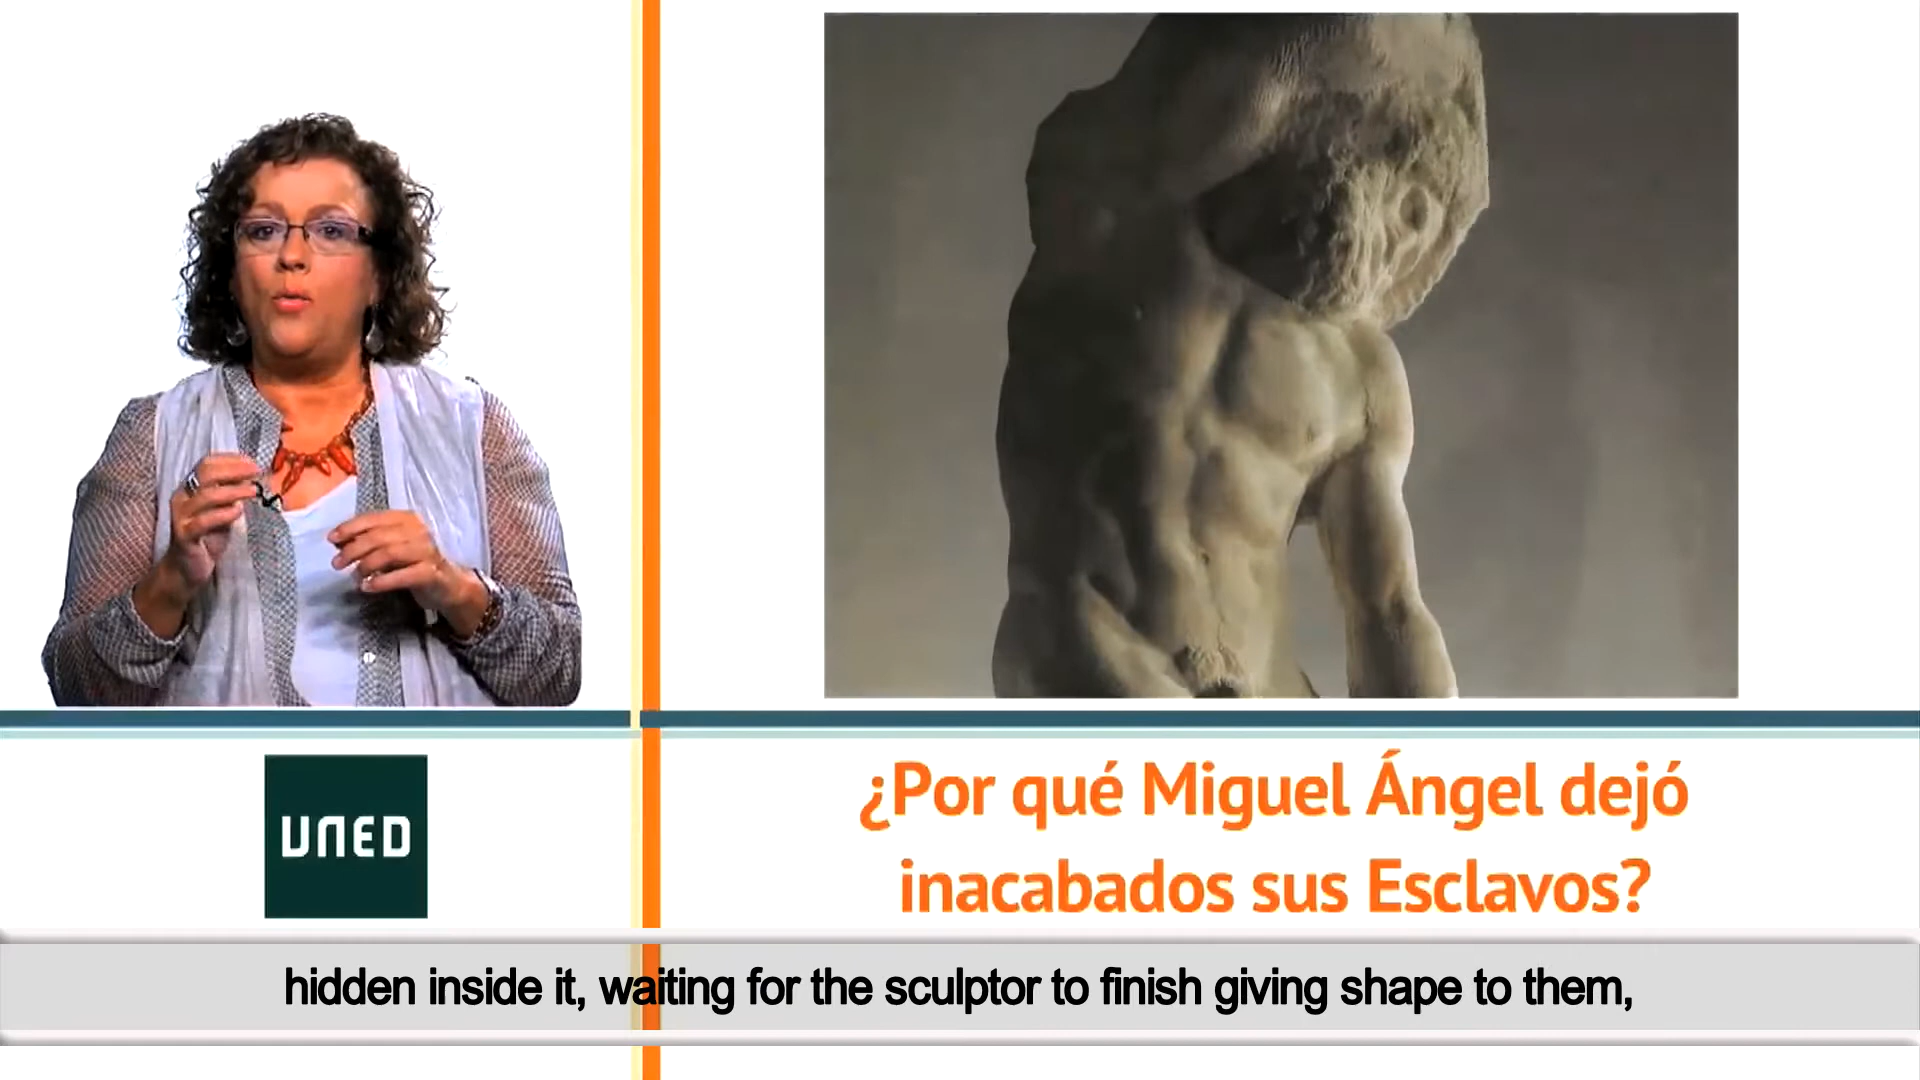 UNED
¿Por qué Miguel Ángel dejó
inacabados sus Esclavos?
hidden inside it, waiting for the sculptor to finish giving shape to them,